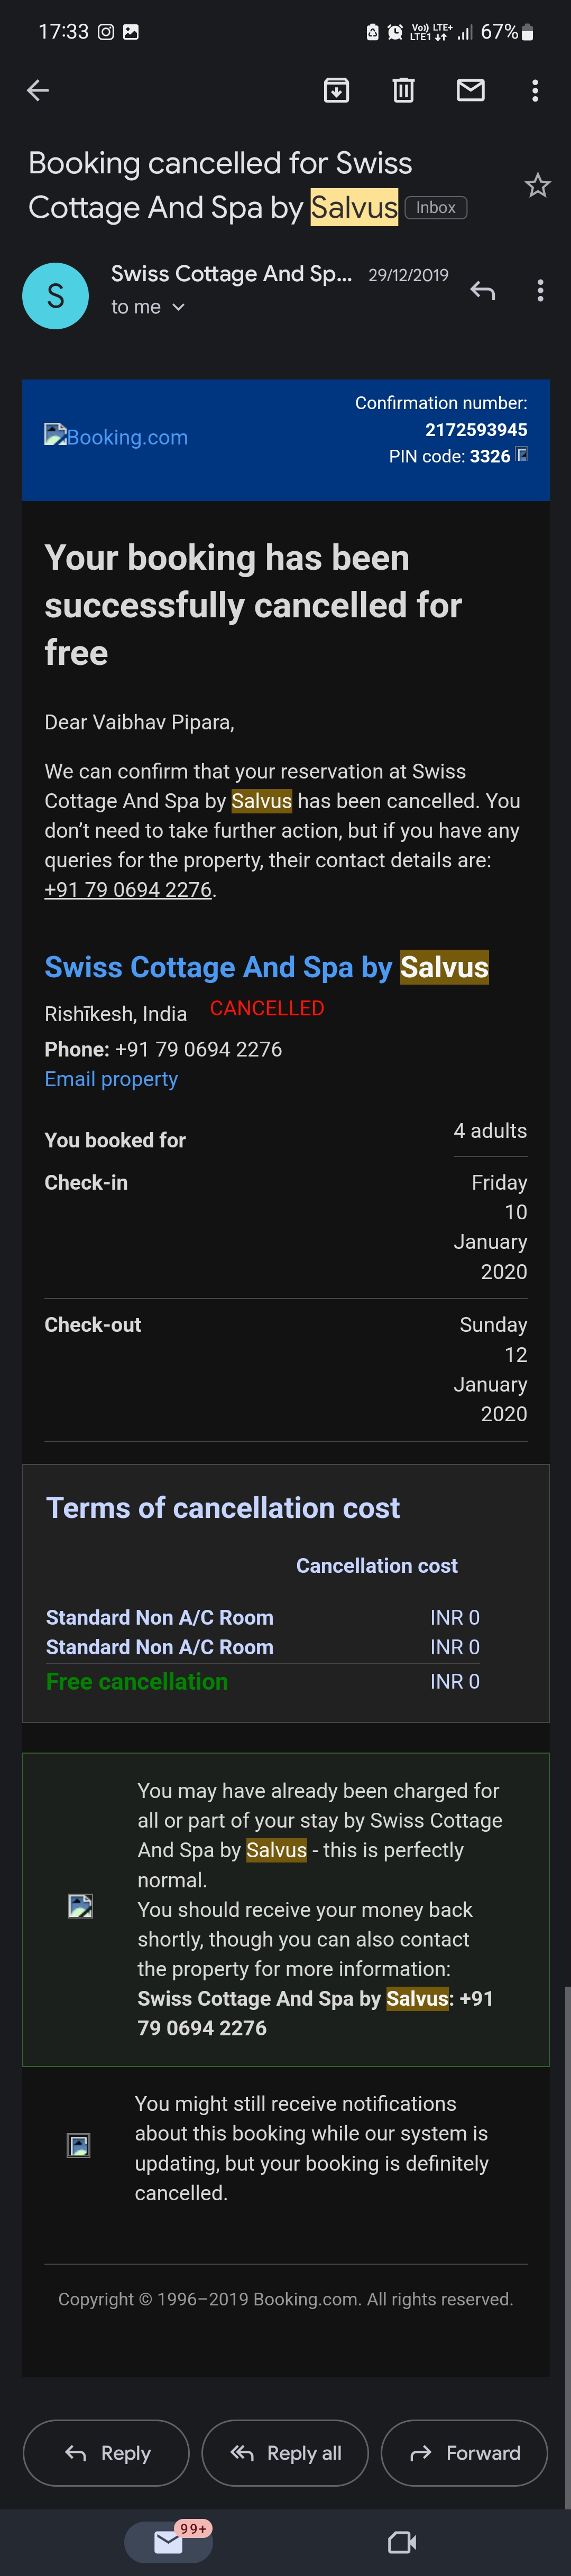 17:33 Vo)) LTE+ LTE1 67%
Booking cancelled for Swiss
Cottage And Spa by Salvus Inbox
S
Swiss Cottage And Sp... 29/12/2019
to me
Booking.com
Confirmation number:
2172593945
PIN code: 3326
Your booking has been
successfully cancelled for
free
Dear Vaibhav Pipara,
We can confirm that your reservation at Swiss
Cottage And Spa by Salvus has been cancelled. You
don’t need to take further action, but if you have any
queries for the property, their contact details are:
+91 79 0694 2276.
Swiss Cottage And Spa by Salvus
Rishīkesh, India CANCELLED
Phone: +91 79 0694 2276
Email property
You booked for 4 adults
Check-in Friday
10
January
2020
Check-out Sunday
12
January
2020
Terms of cancellation cost
Cancellation cost
Standard Non A/C Room INR 0
Standard Non A/C Room INR 0
Free cancellation INR 0
You may have already been charged for
all or part of your stay by Swiss Cottage
And Spa by Salvus - this is perfectly
normal.
You should receive your money back
shortly, though you can also contact
the property for more information:
Swiss Cottage And Spa by Salvus: +91
79 0694 2276
You might still receive notifications
about this booking while our system is
updating, but your booking is definitely
cancelled.
Copyright © 1996–2019 Booking.com. All rights reserved.
Reply Reply all Forward
99+